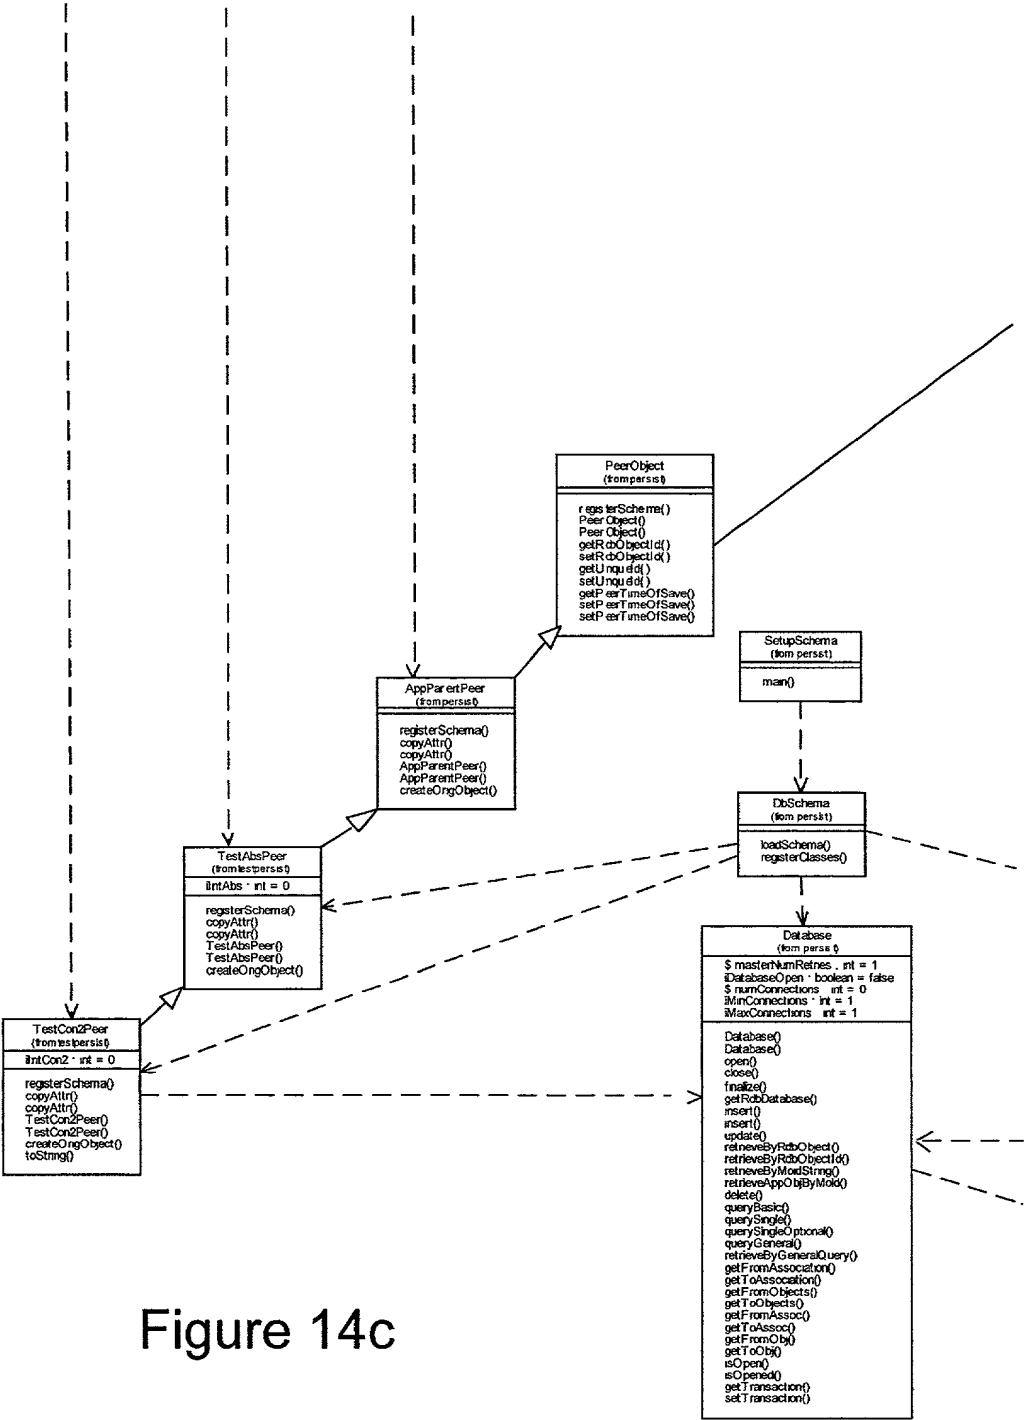 PeerObject
(from persist)
registerSchema()
PeerObject()
PeerObject()
getRdbObjectId()
setRdbObjectId()
getUniqueId()
setUniqueId()
getPeerTimeOfSave()
setPeerTimeOfSave()
setPeerTimeOfSave()
SetupSchema
(from persist)
main()
AppParentPeer
(from persist)
registerSchema()
copyAttr()
copyAttr()
AppParentPeer()
AppParentPeer()
createOrigObject()
DbSchema
(from persist)
loadSchema()
registerClasses()
TestAbsPeer
(from testpersist)
iIntAbs : int = 0
registerSchema()
copyAttr()
copyAttr()
TestAbsPeer()
TestAbsPeer()
createOrigObject()
Database
(from persist)
$ masterNumRetries : int = 1
iDatabaseOpen : boolean = false
$ numConnections : int = 0
iMinConnections : int = 1
iMaxConnections : int = 1
Database()
Database()
open()
close()
finalize()
getRdbDatabase()
insert()
insert()
update()
retrieveByRdbObject()
retrieveByRdbObjectId()
retrieveByMoidString()
retrieveAppObjByMoid()
delete()
queryBasic()
querySingle()
querySingleOptional()
queryGeneral()
retrieveByGeneralQuery()
getFromAssociation()
getToAssociation()
getFromObjects()
getToObjects()
getFromAssoc()
getToAssoc()
getFromObj()
getToObj()
isOpen()
isOpened()
getTransaction()
setTransaction()
TestCon2Peer
(from testpersist)
iIntCon2 : int = 0
registerSchema()
copyAttr()
copyAttr()
TestCon2Peer()
TestCon2Peer()
createOrigObject()
toString()
Figure 14c